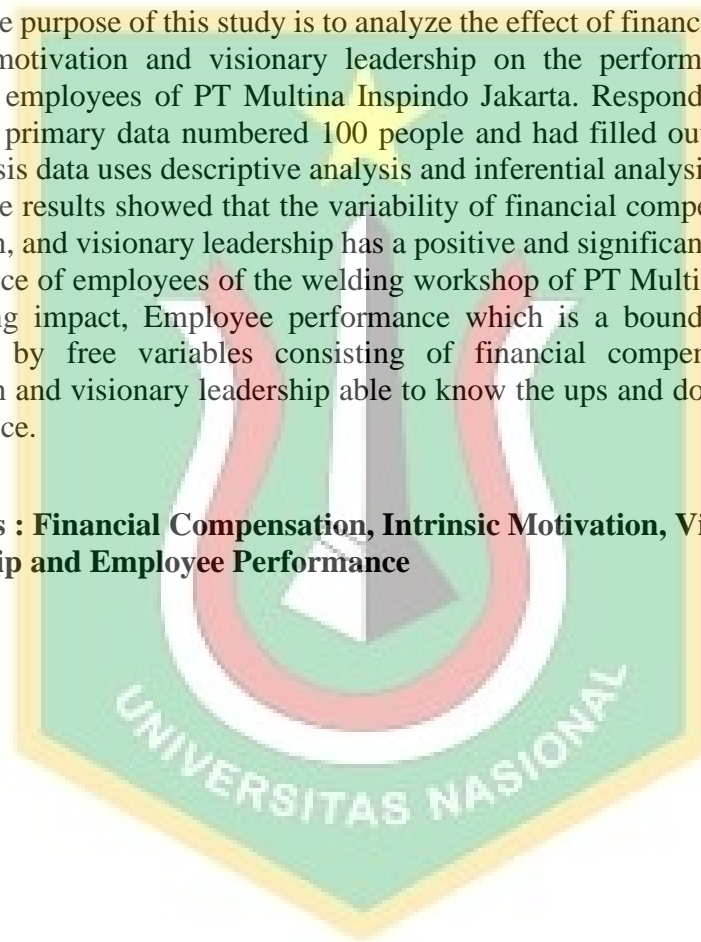 e purpose of this study is to analyze the effect of financ
motivation and visionary leadership on the perform
employees of PT Multina Inspindo Jakarta. Respond
primary data numbered 100 people and had filled out
sis data uses descriptive analysis and inferential analysi
e results showed that the variability of financial compe
n, and visionary leadership has a positive and significan
ce of employees of the welding workshop of PT Multi
ng impact, Employee performance which is a bound
by free variables consisting of financial compen
n and visionary leadership able to know the ups and do
ce.
s : Financial Compensation, Intrinsic Motivation, Vi
ip and Employee Performance
UNIVERSITAS NASIONAL